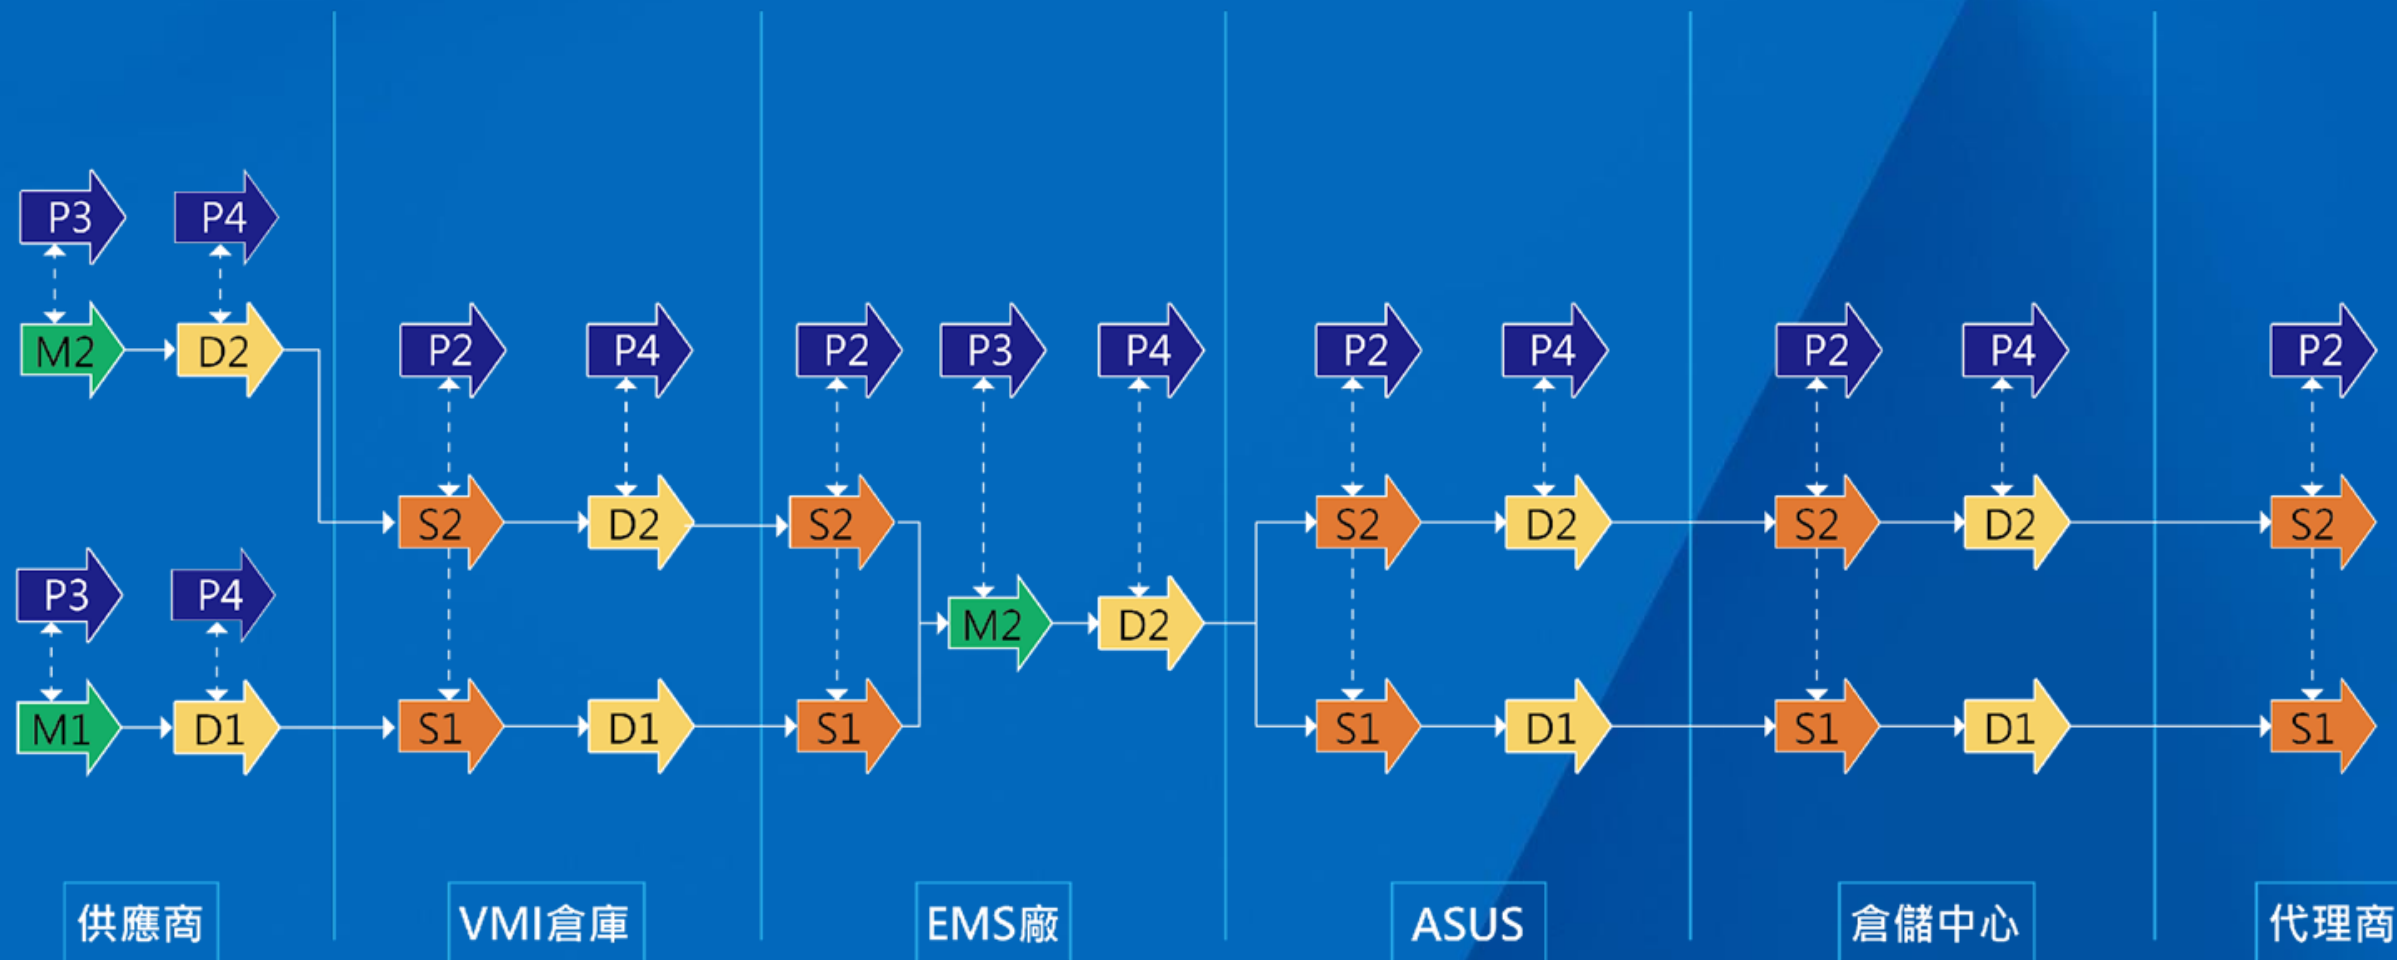 P3 P4
M2 D2 P2 P4 P2 P3 P4 P2 P4 P2 P4 P2
S2 D2 S2 S2 D2 S2 D2 S2
P3 P4 M2 D2
M1 D1 S1 D1 S1 S1 D1 S1 D1 S1
供應商 VMI倉庫 EMS廠 ASUS 倉儲中心 代理商